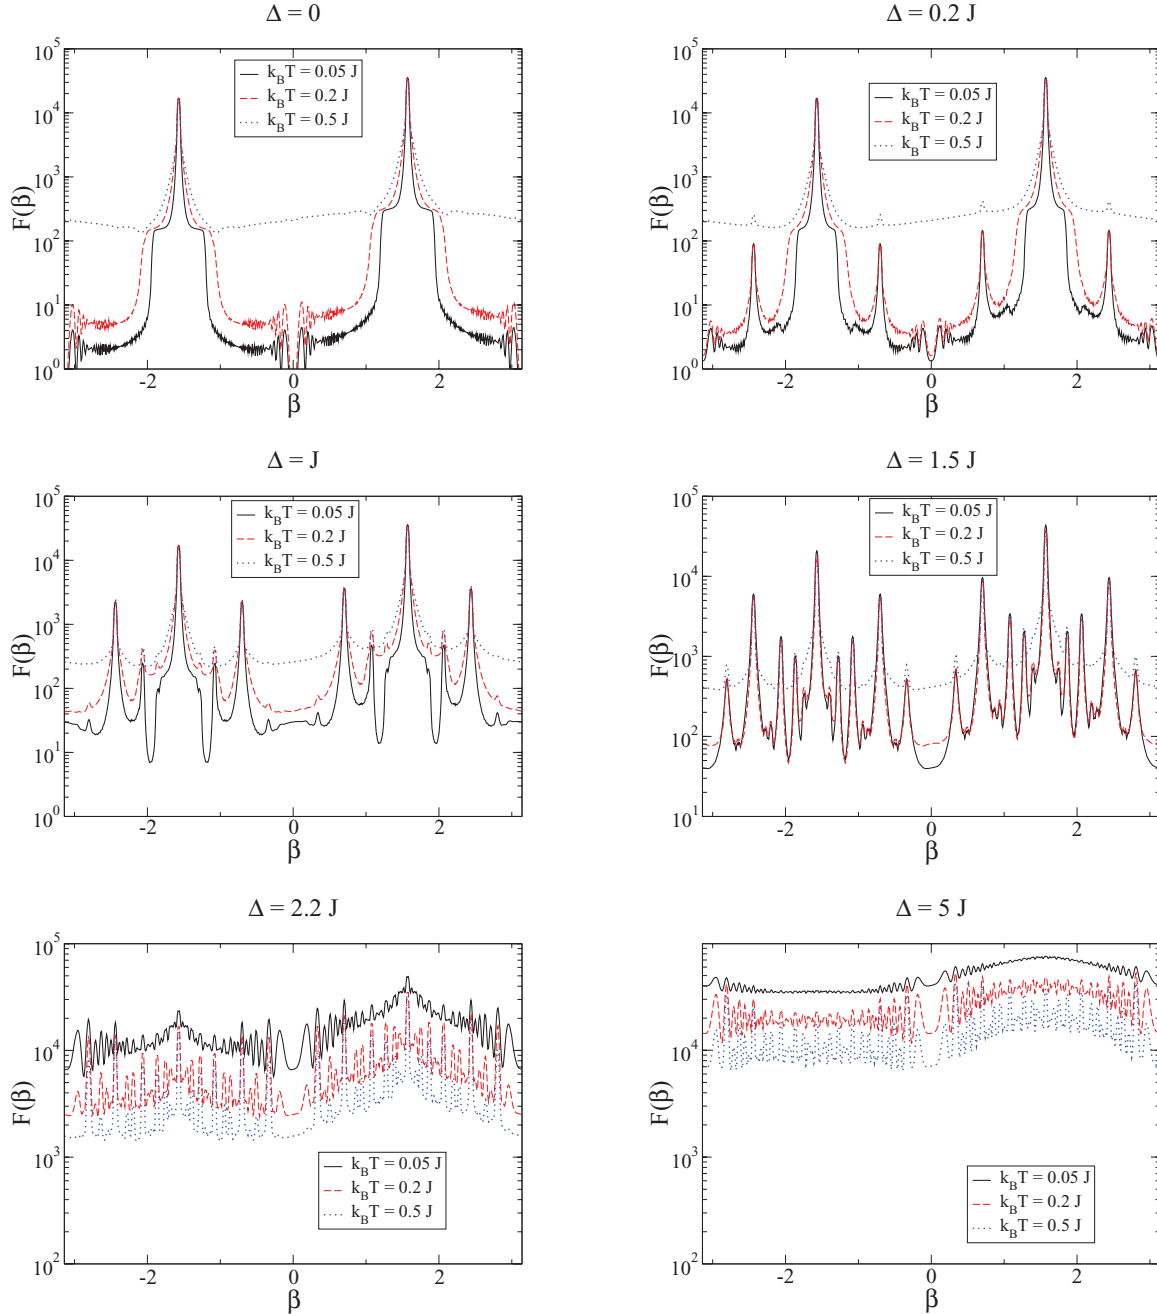 Δ = 0
F(β)
10^5
10^4
10^3
10^2
10^1
10^0
k_BT = 0.05 J
k_BT = 0.2 J
k_BT = 0.5 J
-2
0
2
β
Δ = 0.2 J
F(β)
10^5
10^4
10^3
10^2
10^1
10^0
k_BT = 0.05 J
k_BT = 0.2 J
k_BT = 0.5 J
-2
0
2
β
Δ = J
F(β)
10^5
10^4
10^3
10^2
10^1
10^0
k_BT = 0.05 J
k_BT = 0.2 J
k_BT = 0.5 J
-2
0
2
β
Δ = 1.5 J
F(β)
10^5
10^4
10^3
10^2
10^1
k_BT = 0.05 J
k_BT = 0.2 J
k_BT = 0.5 J
-2
0
2
β
Δ = 2.2 J
F(β)
10^5
10^4
10^3
10^2
k_BT = 0.05 J
k_BT = 0.2 J
k_BT = 0.5 J
-2
0
2
β
Δ = 5 J
F(β)
10^4
10^3
10^2
k_BT = 0.05 J
k_BT = 0.2 J
k_BT = 0.5 J
-2
0
2
β